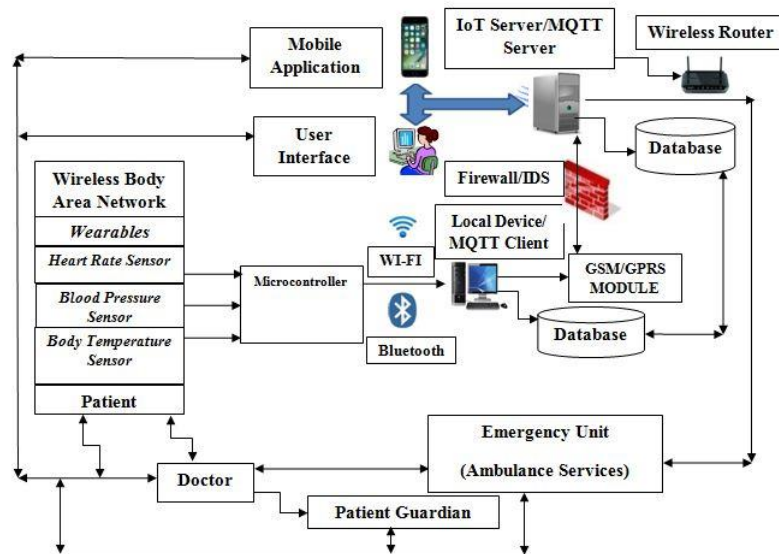 Mobile
Application
IoT Server/MQTT
Server
Wireless Router
User
Interface
Database
Wireless Body
Area Network
Wearables
Heart Rate Sensor
Blood Pressure
Sensor
Body Temperature
Sensor
Patient
Microcontroller
WI-FI
Bluetooth
Firewall/IDS
Local Device/
MQTT Client
GSM/GPRS
MODULE
Database
Doctor
Emergency Unit
(Ambulance Services)
Patient Guardian